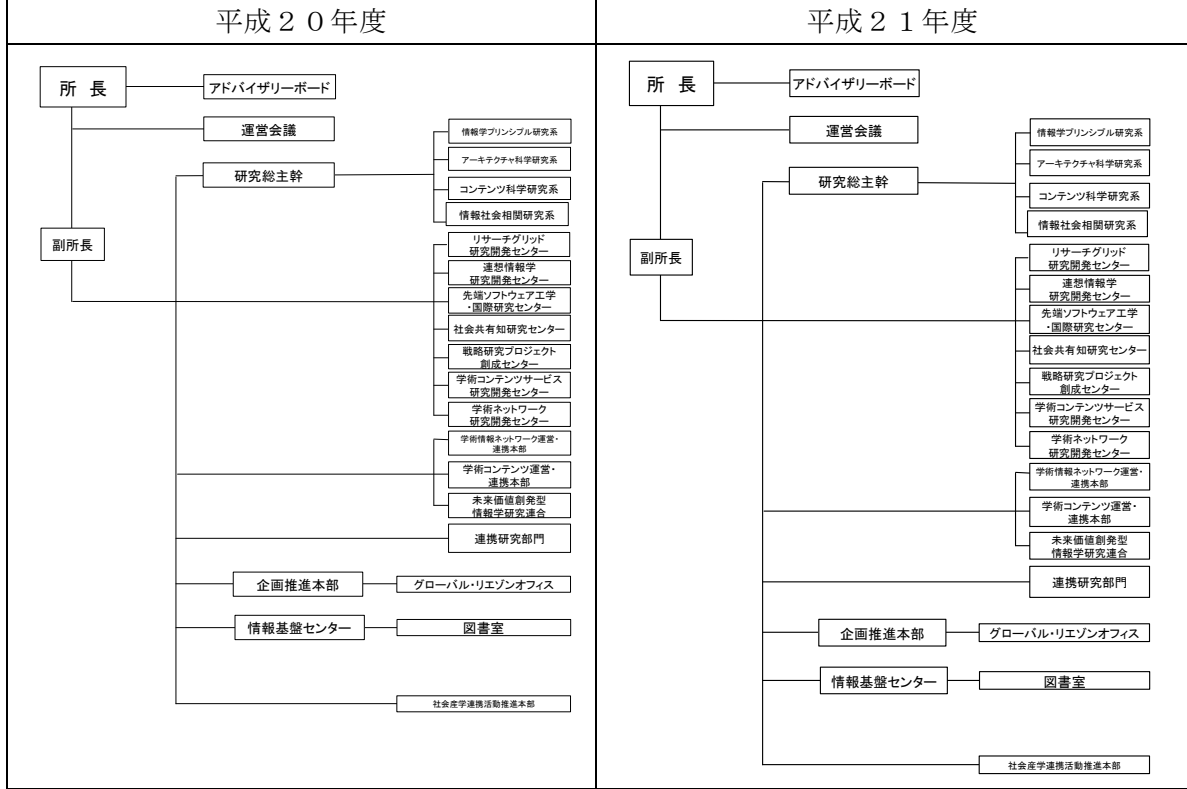 平成２０年度
所 長
アドバイザリーボード
運営会議
研究総主幹
情報学プリンシプル研究系
アーキテクチャ科学研究系
コンテンツ科学研究系
情報社会相関研究系
副所長
リサーチグリッド
研究開発センター
連想情報学
研究開発センター
先端ソフトウェア工学
・国際研究センター
社会共有知研究センター
戦略研究プロジェクト
創成センター
学術コンテンツサービス
研究開発センター
学術ネットワーク
研究開発センター
学術情報ネットワーク運営・
連携本部
学術コンテンツ運営・
連携本部
未来価値創発型
情報学研究連合
連携研究部門
企画推進本部
グローバル・リエゾンオフィス
情報基盤センター
図書室
社会産学連携活動推進本部
平成２１年度
所 長
アドバイザリーボード
運営会議
研究総主幹
情報学プリンシプル研究系
アーキテクチャ科学研究系
コンテンツ科学研究系
情報社会相関研究系
副所長
リサーチグリッド
研究開発センター
連想情報学
研究開発センター
先端ソフトウェア工学
・国際研究センター
社会共有知研究センター
戦略研究プロジェクト
創成センター
学術コンテンツサービス
研究開発センター
学術ネットワーク
研究開発センター
学術情報ネットワーク運営・
連携本部
学術コンテンツ運営・
連携本部
未来価値創発型
情報学研究連合
連携研究部門
企画推進本部
グローバル・リエゾンオフィス
情報基盤センター
図書室
社会産学連携活動推進本部